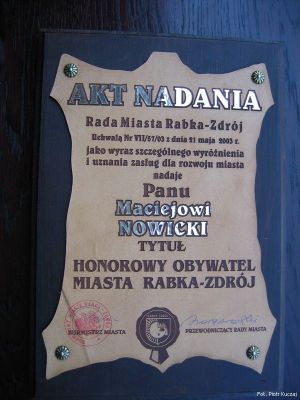 AKT NADANIA
Rada Miasta Rabka-Zdrój
Uchwałą Nr VII/57/03 z dnia 21 maja 2003 r.
jako wyraz szczególnego wyróżnienia
i uznania zasług dla rozwoju miasta
nadaje
Panu
Maciejowi
NOWICKI
TYTUŁ
HONOROWY OBYWATEL
MIASTA RABKA-ZDRÓJ
BURMISTRZ MIASTA
PRZEWODNICZĄCY RADY MIASTA
Fot. Piotr Kuczaj